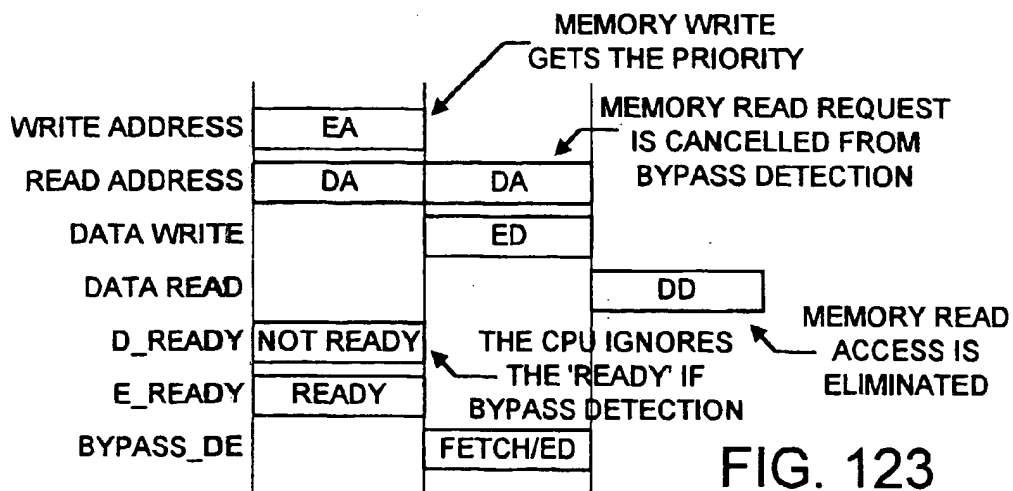 MEMORY WRITE
GETS THE PRIORITY
WRITE ADDRESS EA
MEMORY READ REQUEST
IS CANCELLED FROM
BYPASS DETECTION
READ ADDRESS DA DA
DATA WRITE ED
DATA READ DD
MEMORY READ
ACCESS IS
ELIMINATED
D_READY NOT READY
THE CPU IGNORES
THE 'READY' IF
BYPASS DETECTION
E_READY READY
BYPASS_DE FETCH/ED
FIG. 123